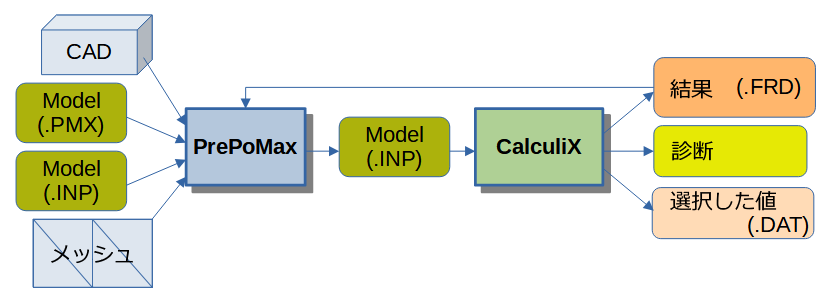 CAD
Model
(.PMX)
Model
(.INP)
メッシュ
PrePoMax
Model
(.INP)
CalculiX
結果 (.FRD)
診断
選択した値
(.DAT)